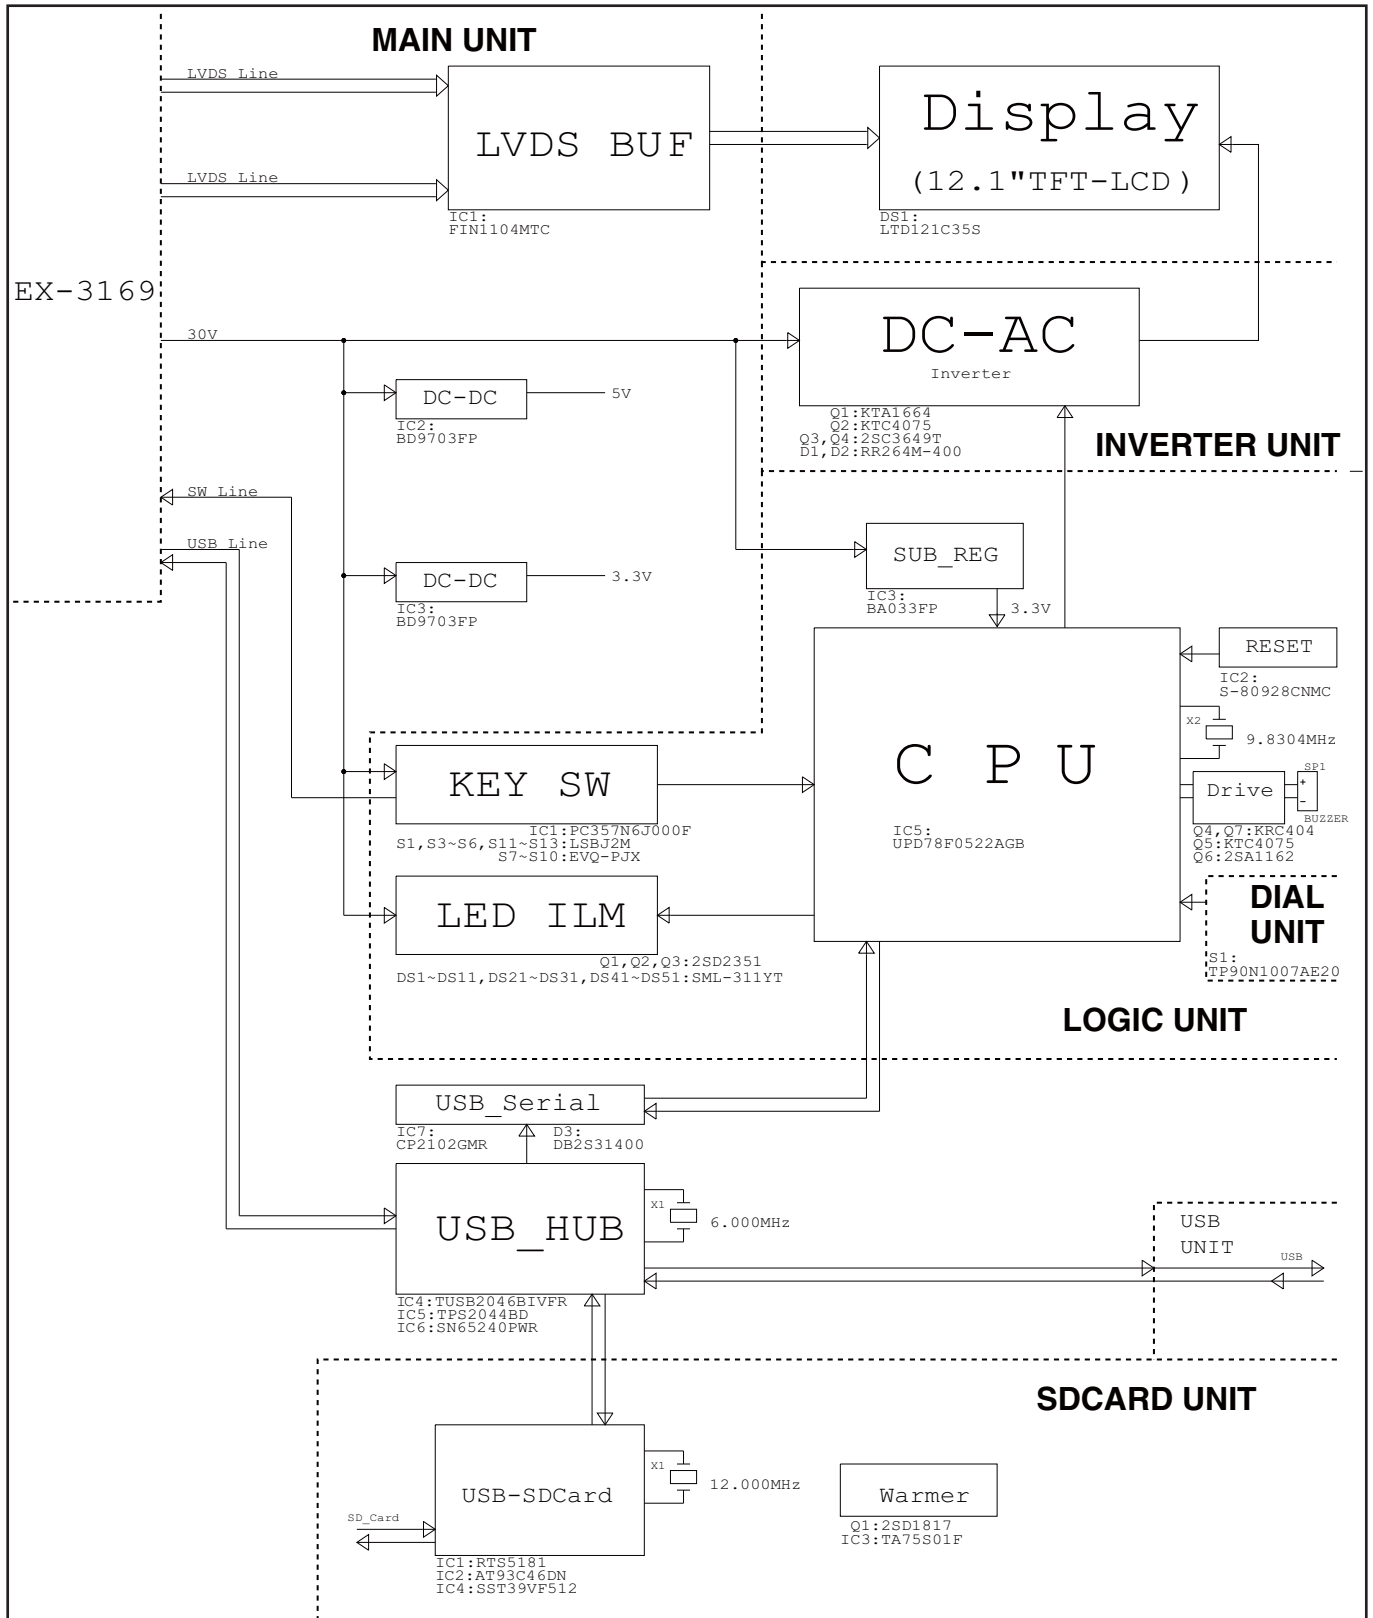 MAIN UNIT
LVDS Line
LVDS BUF
LVDS Line
IC1:
FIN1104MTC
Display
(12.1"TFT-LCD)
DS1:
LTD121C35S
EX-3169
30V
DC-AC
Inverter
Q1:KTA1664
Q2:KTC4075
Q3,Q4:2SC3649T
D1,D2:RR264M-400
INVERTER UNIT
DC-DC
5V
IC2:
BD9703FP
SW Line
USB Line
DC-DC
3.3V
IC3:
BD9703FP
SUB_REG
IC3:
BA033FP
3.3V
RESET
IC2:
S-80928CNMC
X2
9.8304MHz
CPU
IC5:
UPD78F0522AGB
Drive
SP1
+
-
BUZZER
Q4,Q7:KRC404
Q5:KTC4075
Q6:2SA1162
KEY SW
IC1:PC357N6J000F
S1,S3~S6,S11~S13:LSBJ2M
S7~S10:EVQ-PJX
LED ILM
Q1,Q2,Q3:2SD2351
DS1~DS11,DS21~DS31,DS41~DS51:SML-311YT
DIAL
UNIT
S1:
TP90N1007AE20
LOGIC UNIT
USB_Serial
IC7:
CP2102GMR
D3:
DB2S31400
USB_HUB
X1
6.000MHz
IC4:TUSB2046BIVFR
IC5:TPS2044BD
IC6:SN65240PWR
USB
UNIT
USB
SDCARD UNIT
USB-SDCard
X1
12.000MHz
SD_Card
IC1:RTS5181
IC2:AT93C46DN
IC4:SST39VF512
Warmer
Q1:2SD1817
IC3:TA75S01F